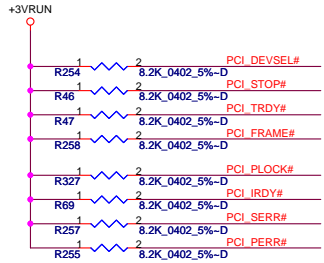 +3VRUN
1 2 PCI_DEVSEL#
R254 8.2K_0402_5%~D
1 2 PCI_STOP#
R46 8.2K_0402_5%~D
1 2 PCI_TRDY#
R47 8.2K_0402_5%~D
1 2 PCI_FRAME#
R258 8.2K_0402_5%~D
1 2 PCI_PLOCK#
R327 8.2K_0402_5%~D
1 2 PCI_IRDY#
R69 8.2K_0402_5%~D
1 2 PCI_SERR#
R257 8.2K_0402_5%~D
1 2 PCI_PERR#
R255 8.2K_0402_5%~D